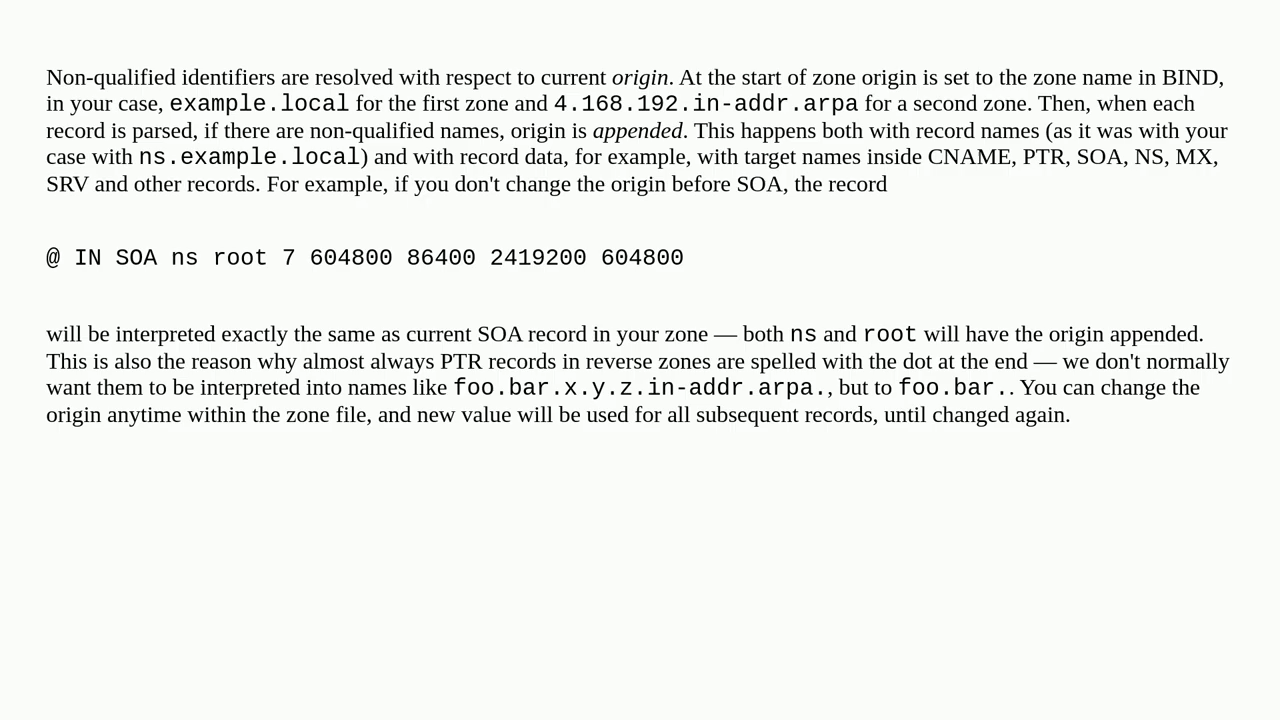 Non-qualified identifiers are resolved with respect to current origin. At the start of zone origin is set to the zone name in BIND,
in your case, example.local for the first zone and 4.168.192.in-addr.arpa for a second zone. Then, when each
record is parsed, if there are non-qualified names, origin is appended. This happens both with record names (as it was with your
case with ns.example.local) and with record data, for example, with target names inside CNAME, PTR, SOA, NS, MX,
SRV and other records. For example, if you don't change the origin before SOA, the record
@ IN SOA ns root 7 604800 86400 2419200 604800
will be interpreted exactly the same as current SOA record in your zone — both ns and root will have the origin appended.
This is also the reason why almost always PTR records in reverse zones are spelled with the dot at the end — we don't normally
want them to be interpreted into names like foo.bar.x.y.z.in-addr.arpa., but to foo.bar.. You can change the
origin anytime within the zone file, and new value will be used for all subsequent records, until changed again.